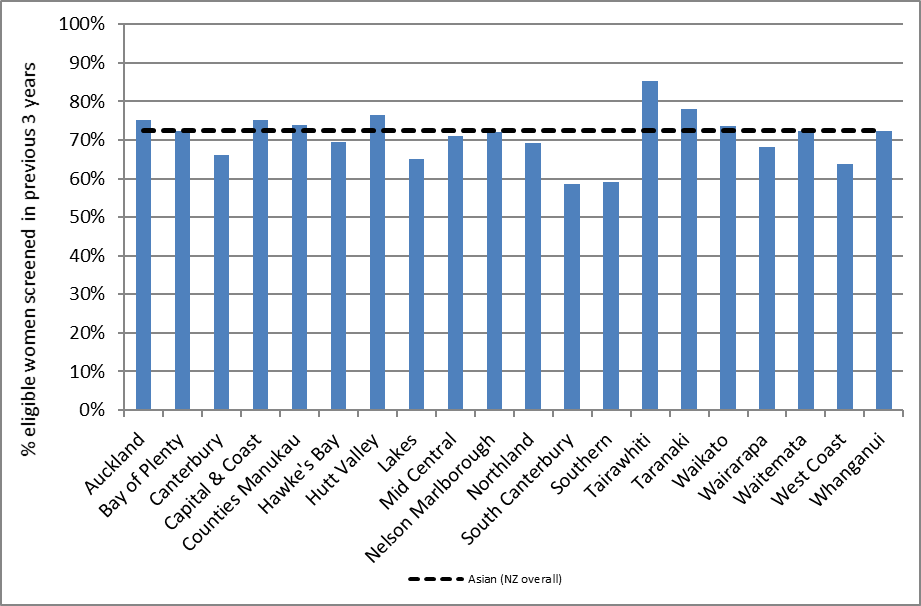 100%
90%
80%
70%
60%
50%
40%
30%
20%
10%
0%
% eligible women screened in previous 3 years
Auckland
Bay of Plenty
Canterbury
Capital & Coast
Counties Manukau
Hawke's Bay
Hutt Valley
Lakes
Mid Central
Nelson Marlborough
Northland
South Canterbury
Southern
Tairawhiti
Taranaki
Waikato
Wairarapa
Waitemata
West Coast
Whanganui
Asian (NZ overall)